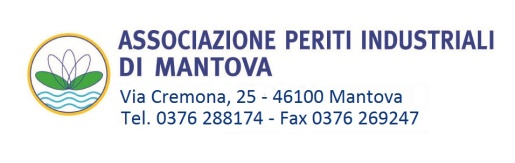 ASSOCIAZIONE PERITI INDUSTRIALI
DI MANTOVA
Via Cremona, 25 - 46100 Mantova
Tel. 0376 288174 - Fax 0376 269247